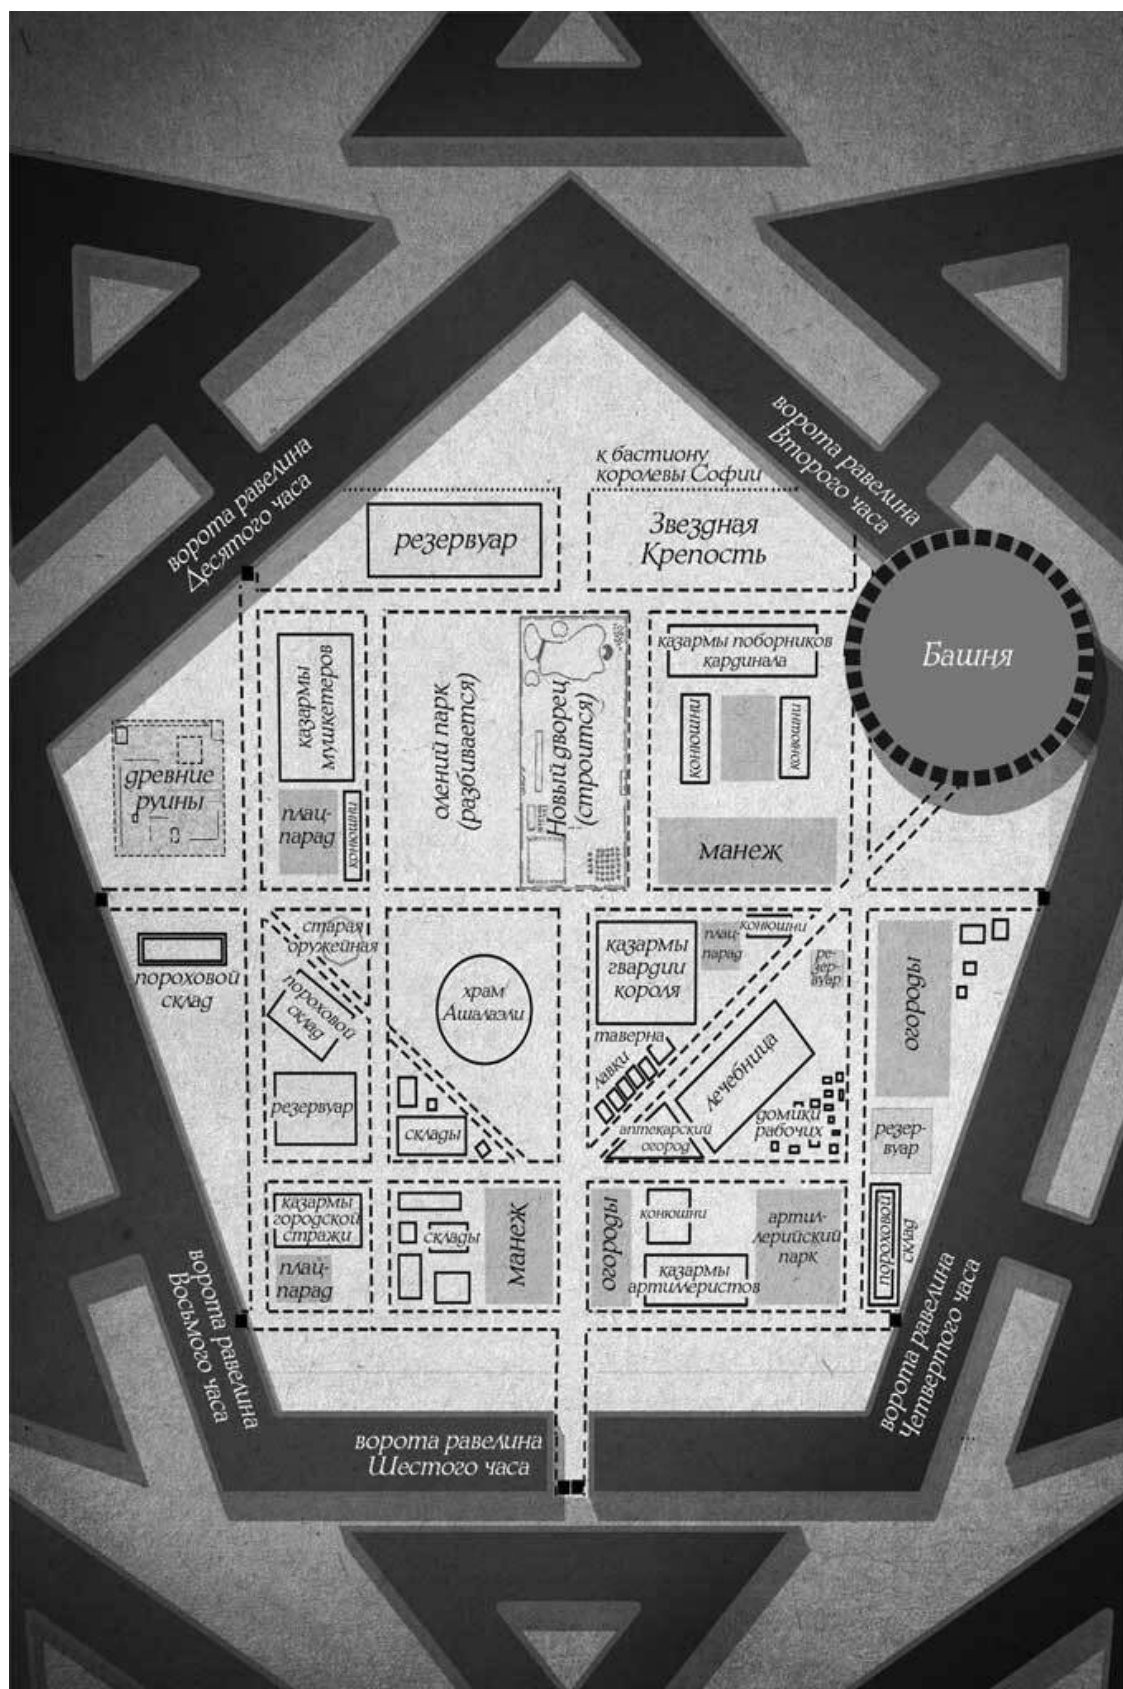 к бастиону
королевы Софии
ворота равелина
Второго часа
ворота равелина
Десятого часа
резервуар
Звездная
Крепость
Башня
казармы поборников
кардинала
казармы
мушкетеров
олений парк
(разбивается)
Новый дворец
(строится)
конюшни
конюшни
древние
руины
плац-
парад
конюшни
манеж
старая
оружейная
пороховой
склад
пороховой
склад
храм
Ашалаэли
казармы
гвардии
короля
плац-
парад
конюшни
ре-
зер-
вуар
огороды
таверна
лавки
лечебница
резервуар
склады
аптекарский
огород
домики
рабочих
резер-
вуар
казармы
городской
стражи
плац-
парад
склады
манеж
огороды
конюшни
казармы
артиллеристов
артил-
лерийский
парк
пороховой
склад
ворота равелина
Восьмого часа
ворота равелина
Четвертого часа
ворота равелина
Шестого часа